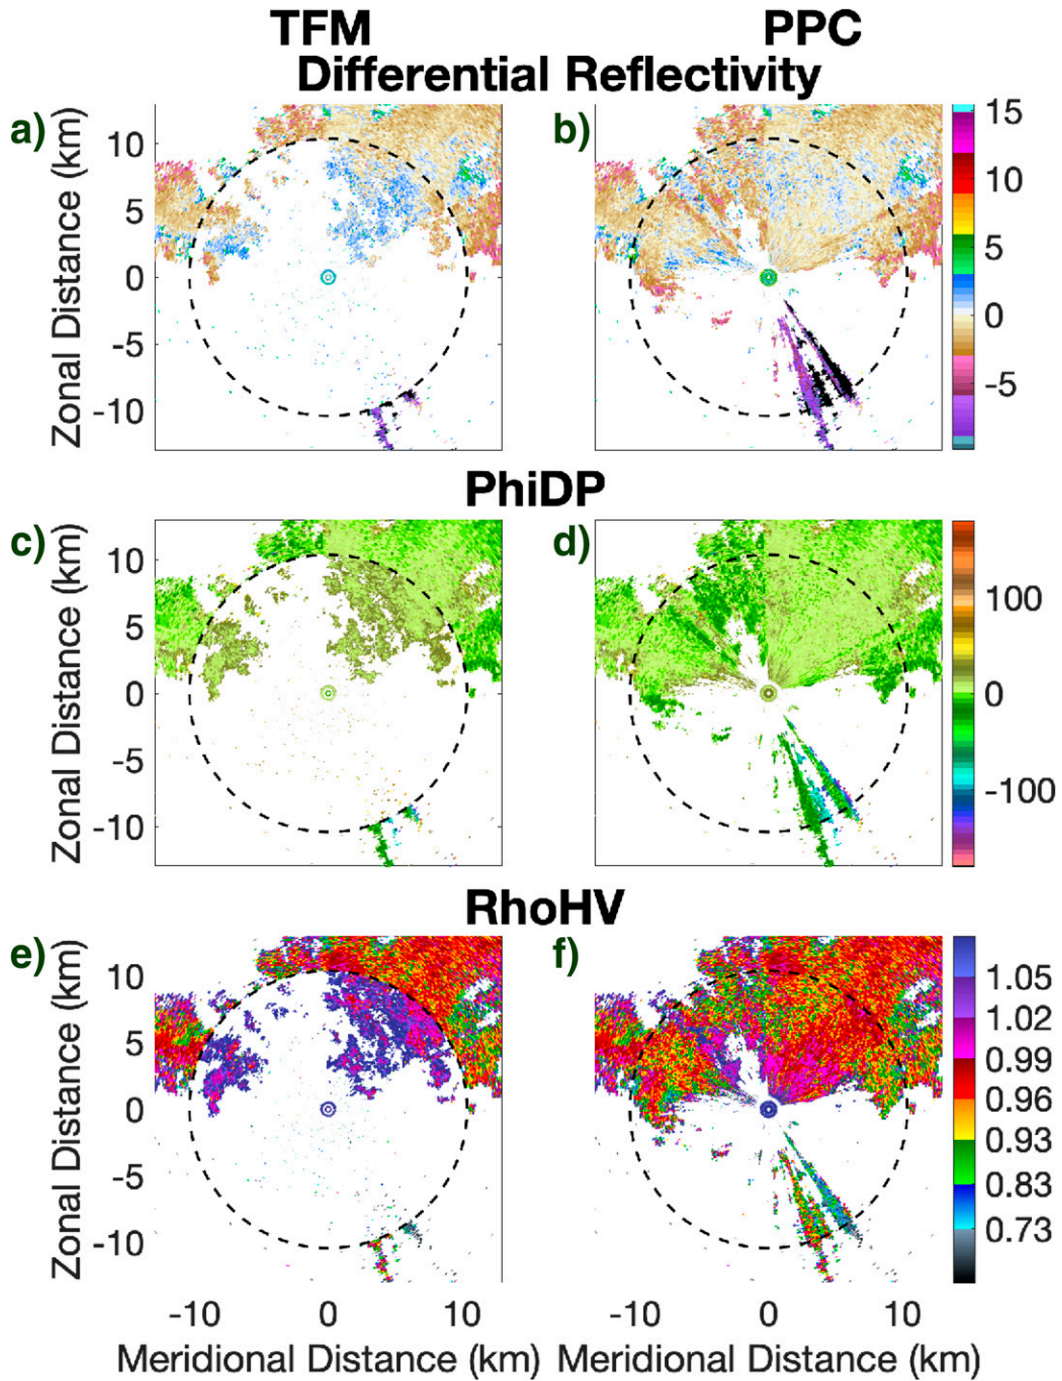 TFM PPC
Differential Reflectivity
a) b)
Zonal Distance (km)
10
5
0
-5
-10
15
10
5
0
-5
PhiDP
c) d)
Zonal Distance (km)
10
5
0
-5
-10
100
0
-100
RhoHV
e) f)
Zonal Distance (km)
10
5
0
-5
-10
1.05
1.02
0.99
0.96
0.93
0.83
0.73
-10 0 10 -10 0 10
Meridional Distance (km) Meridional Distance (km)